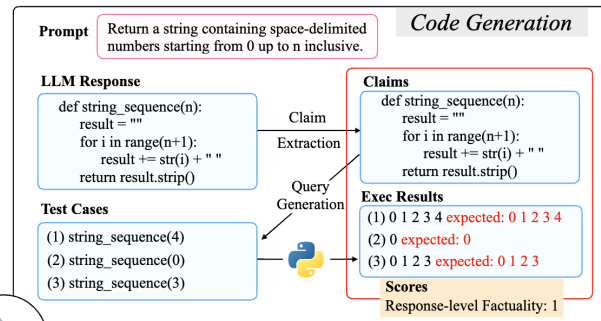 Code Generation
Prompt
Return a string containing space-delimited
numbers starting from 0 up to n inclusive.
LLM Response
def string_sequence(n):
result = ""
for i in range(n+1):
result += str(i) + " "
return result.strip()
Claim
Extraction
Claims
def string_sequence(n):
result = ""
for i in range(n+1):
result += str(i) + " "
return result.strip()
Query
Generation
Test Cases
(1) string_sequence(4)
(2) string_sequence(0)
(3) string_sequence(3)
Exec Results
(1) 0 1 2 3 4 expected: 0 1 2 3 4
(2) 0 expected: 0
(3) 0 1 2 3 expected: 0 1 2 3
Scores
Response-level Factuality: 1